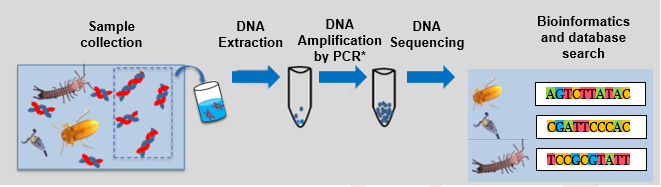 Sample
collection
DNA
Extraction
DNA
Amplification
by PCR*
DNA
Sequencing
Bioinformatics
and database
search
AGTCTTATAC
CGATTCCCAC
TCCGCGTATT